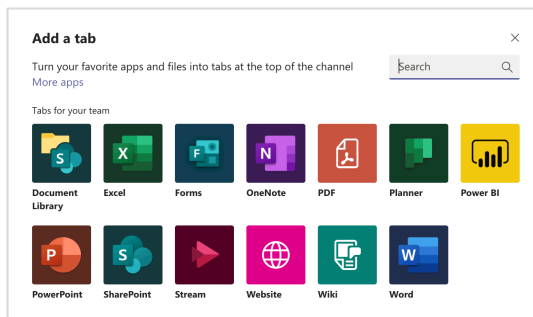 Add a tab
Turn your favorite apps and files into tabs at the top of the channel
More apps
Search
Tabs for your team
S
X
F
N
Document Library
Excel
Forms
OneNote
PDF
Planner
Power BI
P
S
W
PowerPoint
SharePoint
Stream
Website
Wiki
Word